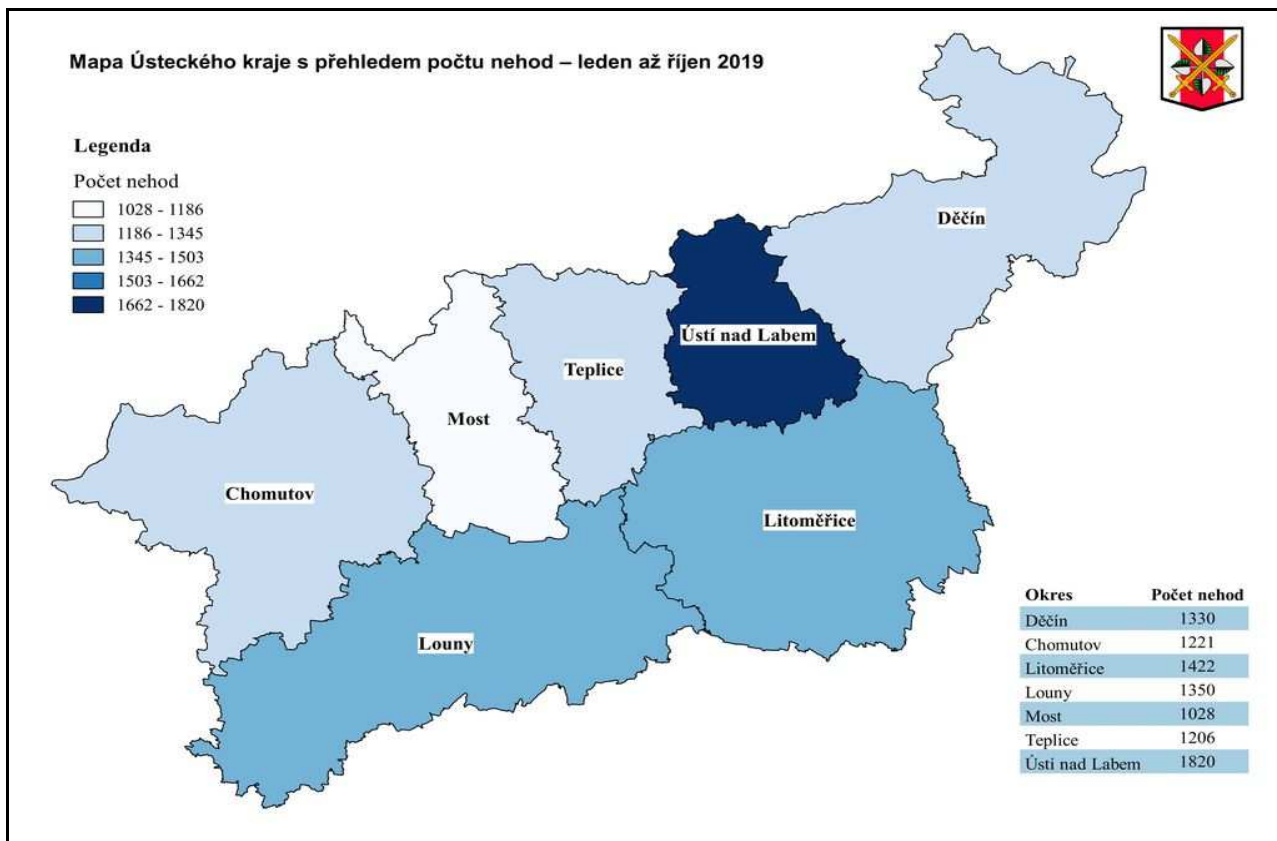 Mapa Ústeckého kraje s přehledem počtu nehod – leden až říjen 2019
Legenda
Počet nehod
1028 - 1186
1186 - 1345
1345 - 1503
1503 - 1662
1662 - 1820
Děčín
Ústí nad Labem
Teplice
Most
Chomutov
Litoměřice
Louny
Okres Počet nehod
Děčín 1330
Chomutov 1221
Litoměřice 1422
Louny 1350
Most 1028
Teplice 1206
Ústí nad Labem 1820